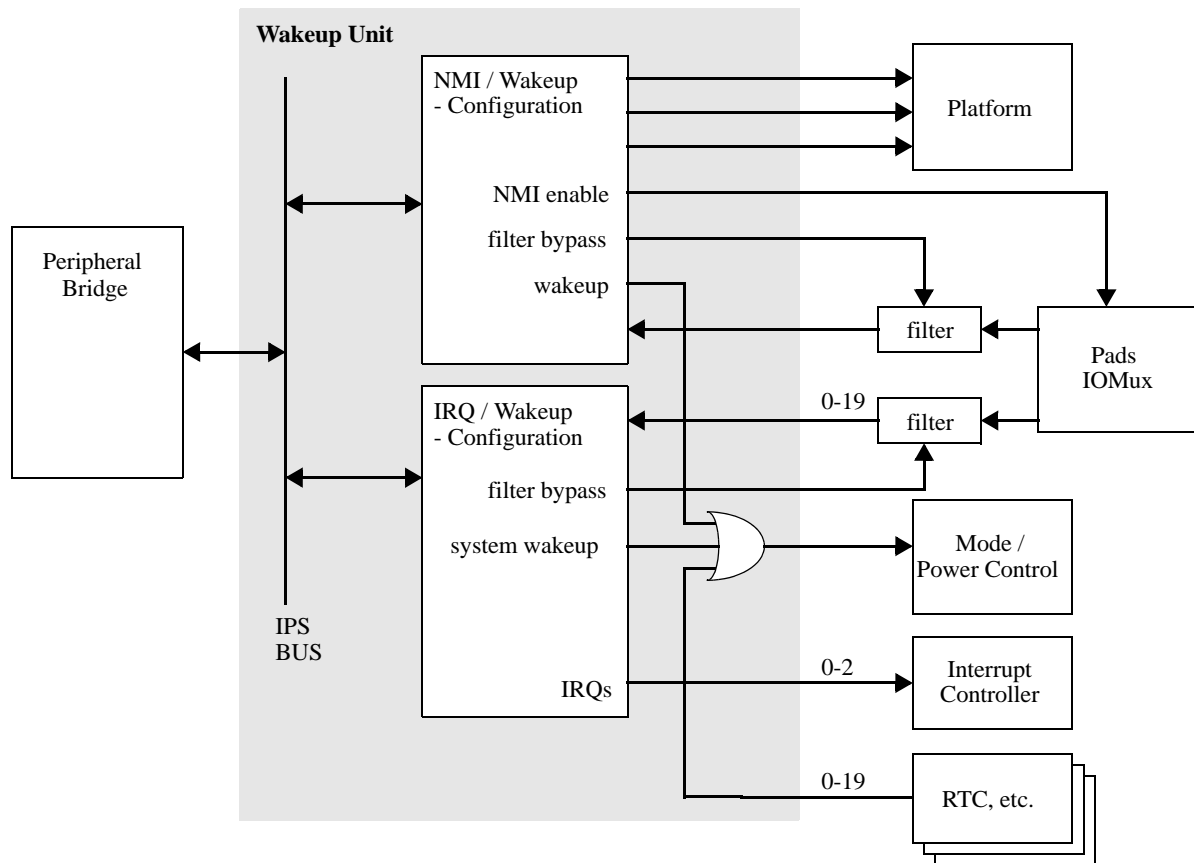 Wakeup Unit
NMI / Wakeup
- Configuration
Platform
NMI enable
filter bypass
wakeup
Peripheral
Bridge
filter
Pads
IOMux
IRQ / Wakeup
- Configuration
0-19
filter
filter bypass
system wakeup
Mode /
Power Control
IPS
BUS
IRQs
0-2
Interrupt
Controller
0-19
RTC, etc.